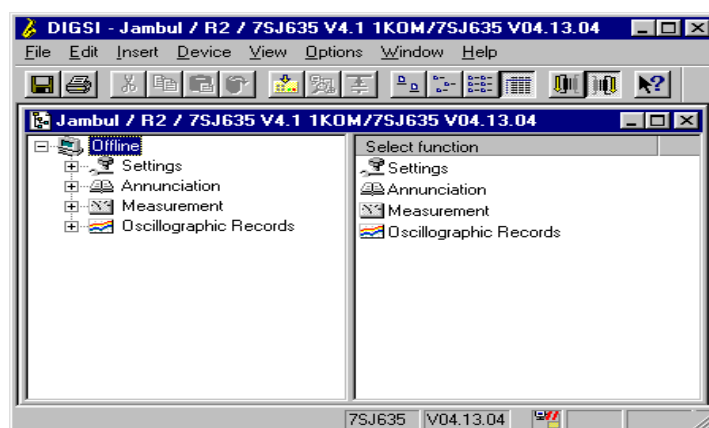 DIGSI - Jambul / R2 / 7SJ635 V4.1 1KOM/7SJ635 V04.13.04
File Edit Insert Device View Options Window Help
Jambul / R2 / 7SJ635 V4.1 1KOM/7SJ635 V04.13.04
Offline
Settings
Annunciation
Measurement
Oscillographic Records
Select function
Settings
Annunciation
Measurement
Oscillographic Records
7SJ635 V04.13.04